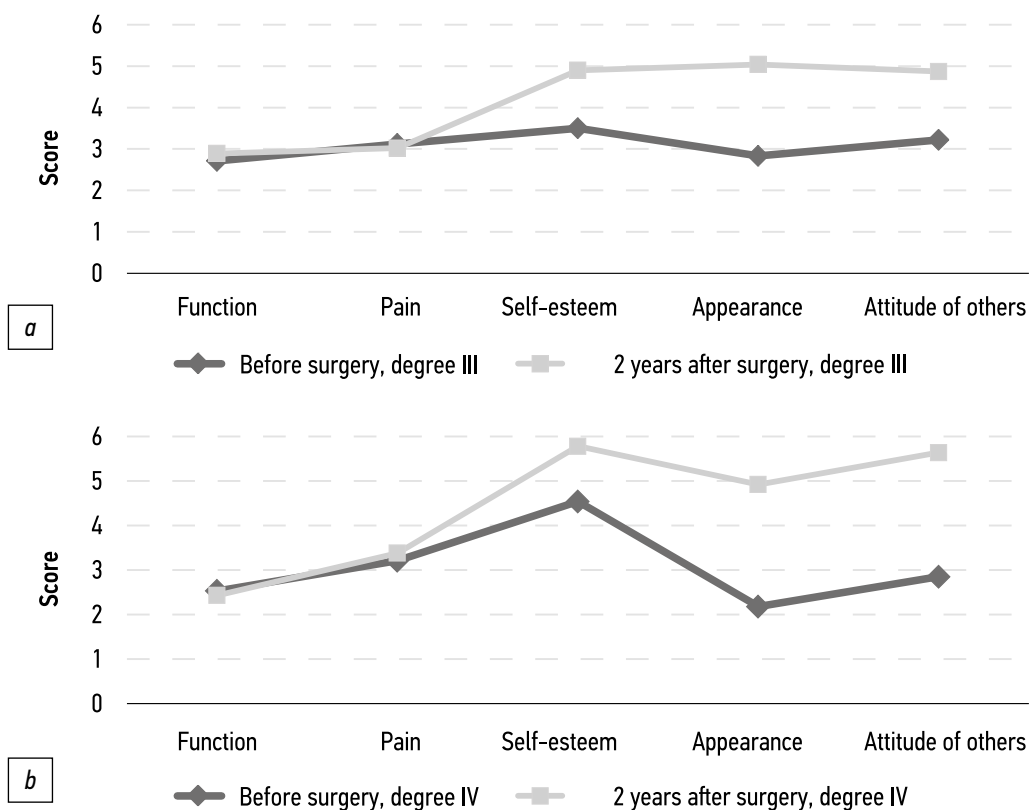 6
5
4
3
2
1
0
Score
Function Pain Self-esteem Appearance Attitude of others
a
Before surgery, degree III 2 years after surgery, degree III
6
5
4
3
2
1
0
Score
Function Pain Self-esteem Appearance Attitude of others
b
Before surgery, degree IV 2 years after surgery, degree IV